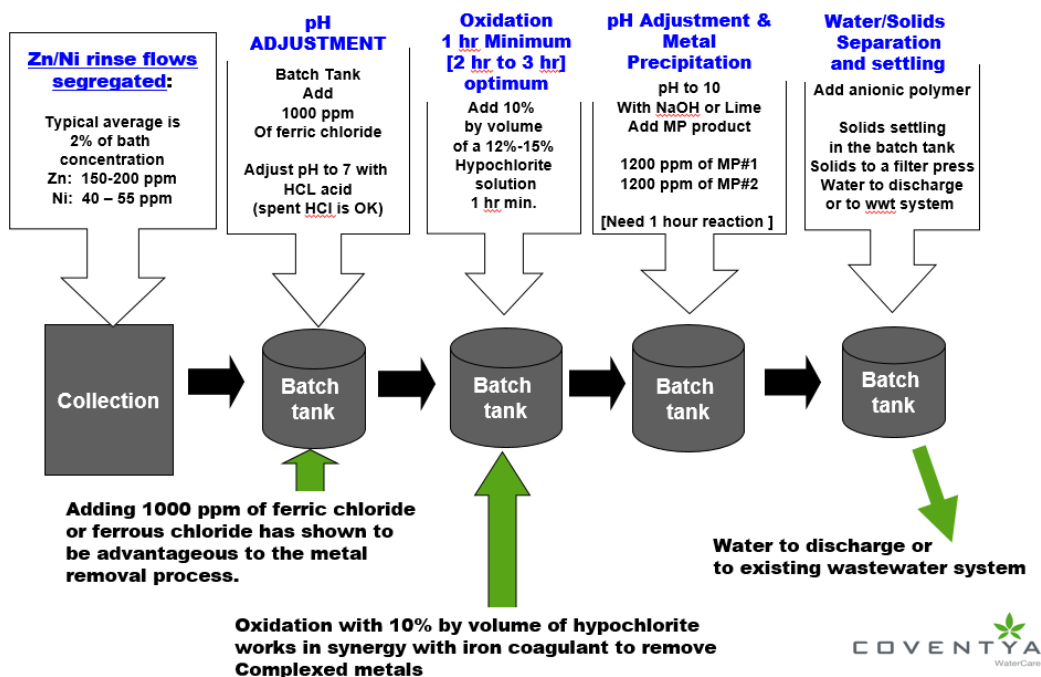 Zn/Ni rinse flows
segregated:
Typical average is
2% of bath
concentration
Zn: 150-200 ppm
Ni: 40 – 55 ppm
pH
ADJUSTMENT
Batch Tank
Add
1000 ppm
Of ferric chloride
Adjust pH to 7 with
HCL acid
(spent HCl is OK)
Oxidation
1 hr Minimum
[2 hr to 3 hr]
optimum
Add 10%
by volume
of a 12%-15%
Hypochlorite
solution
1 hr min.
pH Adjustment &
Metal
Precipitation
pH to 10
With NaOH or Lime
Add MP product
1200 ppm of MP#1
1200 ppm of MP#2
[Need 1 hour reaction ]
Water/Solids
Separation
and settling
Add anionic polymer
Solids settling
in the batch tank
Solids to a filter press
Water to discharge
or to wwt system
Collection
Batch
tank
Batch
tank
Batch
tank
Batch
tank
Adding 1000 ppm of ferric chloride
or ferrous chloride has shown to
be advantageous to the metal
removal process.
Water to discharge or
to existing wastewater system
Oxidation with 10% by volume of hypochlorite
works in synergy with iron coagulant to remove
Complexed metals
COVENTYA
WaterCare